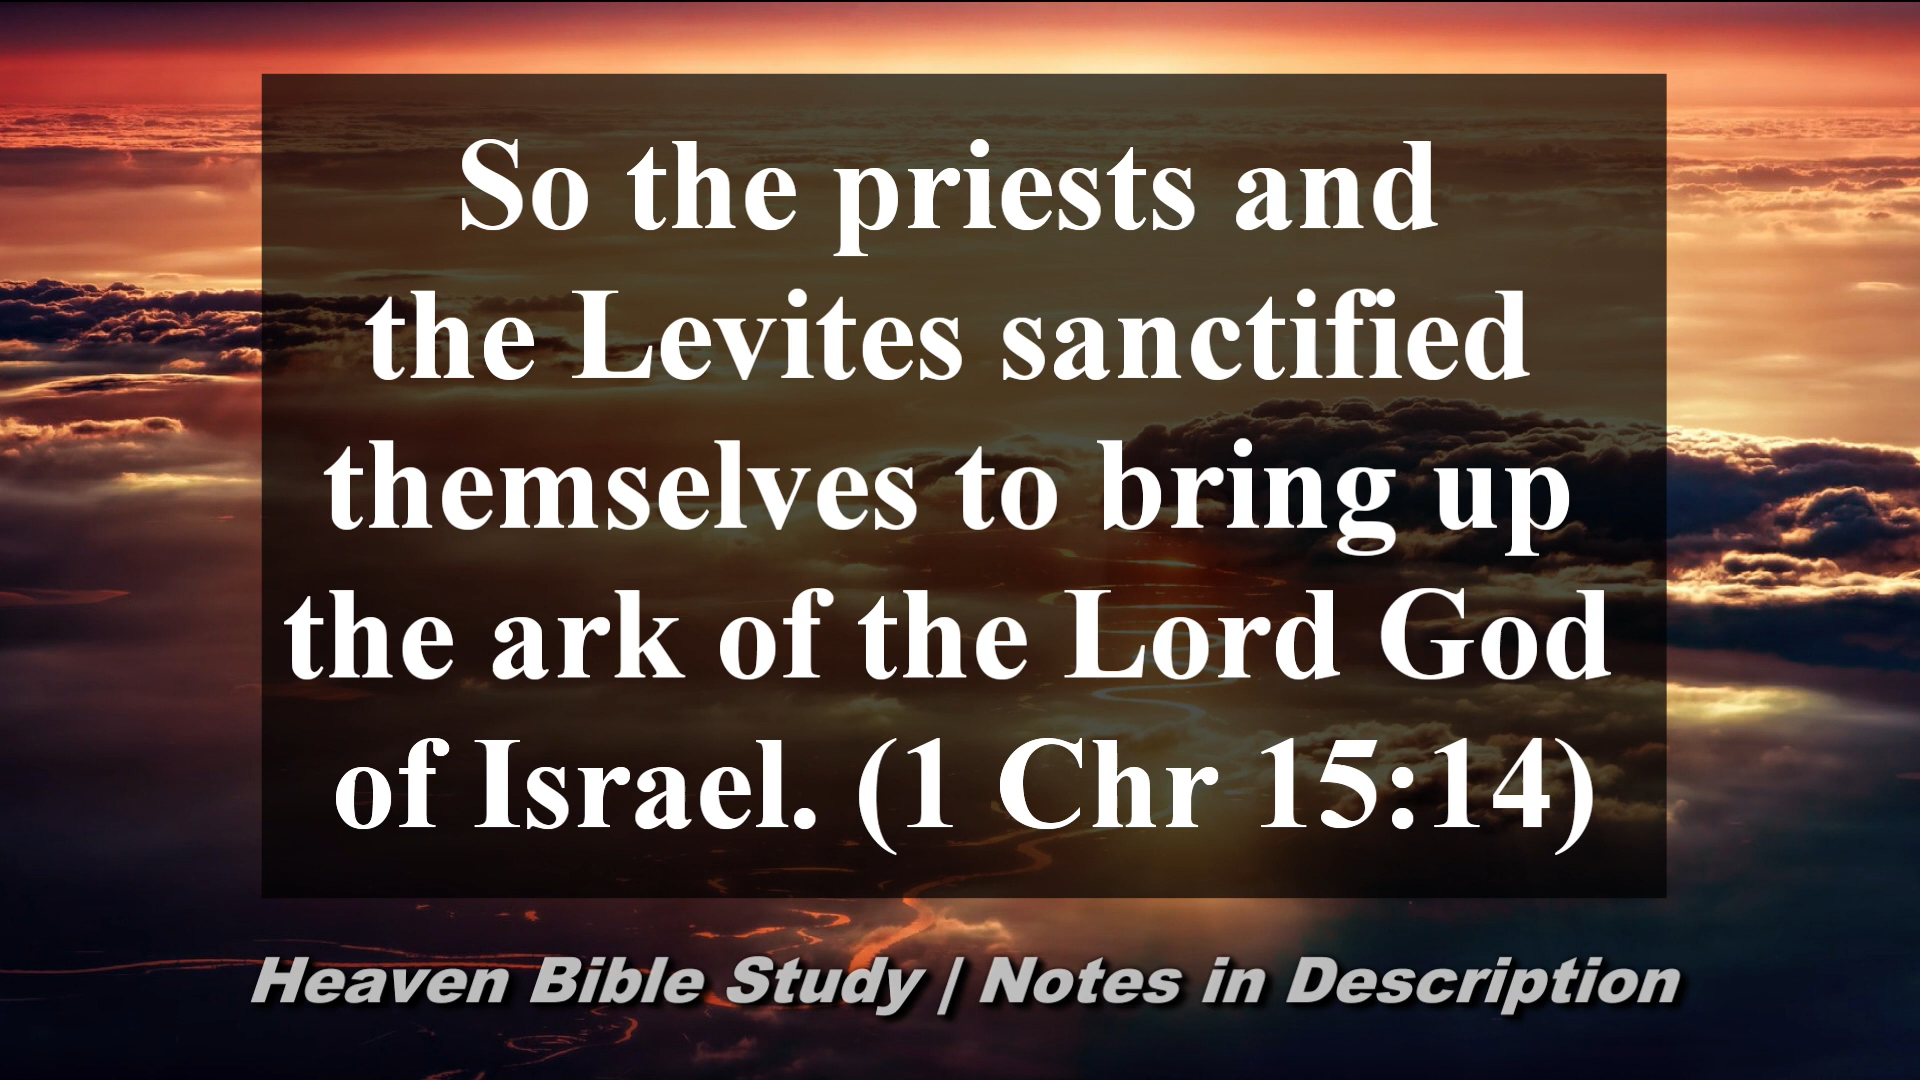 So the priests and
the Levites sanctified
themselves to bring up
the ark of the Lord God
of Israel. (1 Chr 15:14)
Heaven Bible Study | Notes in Description